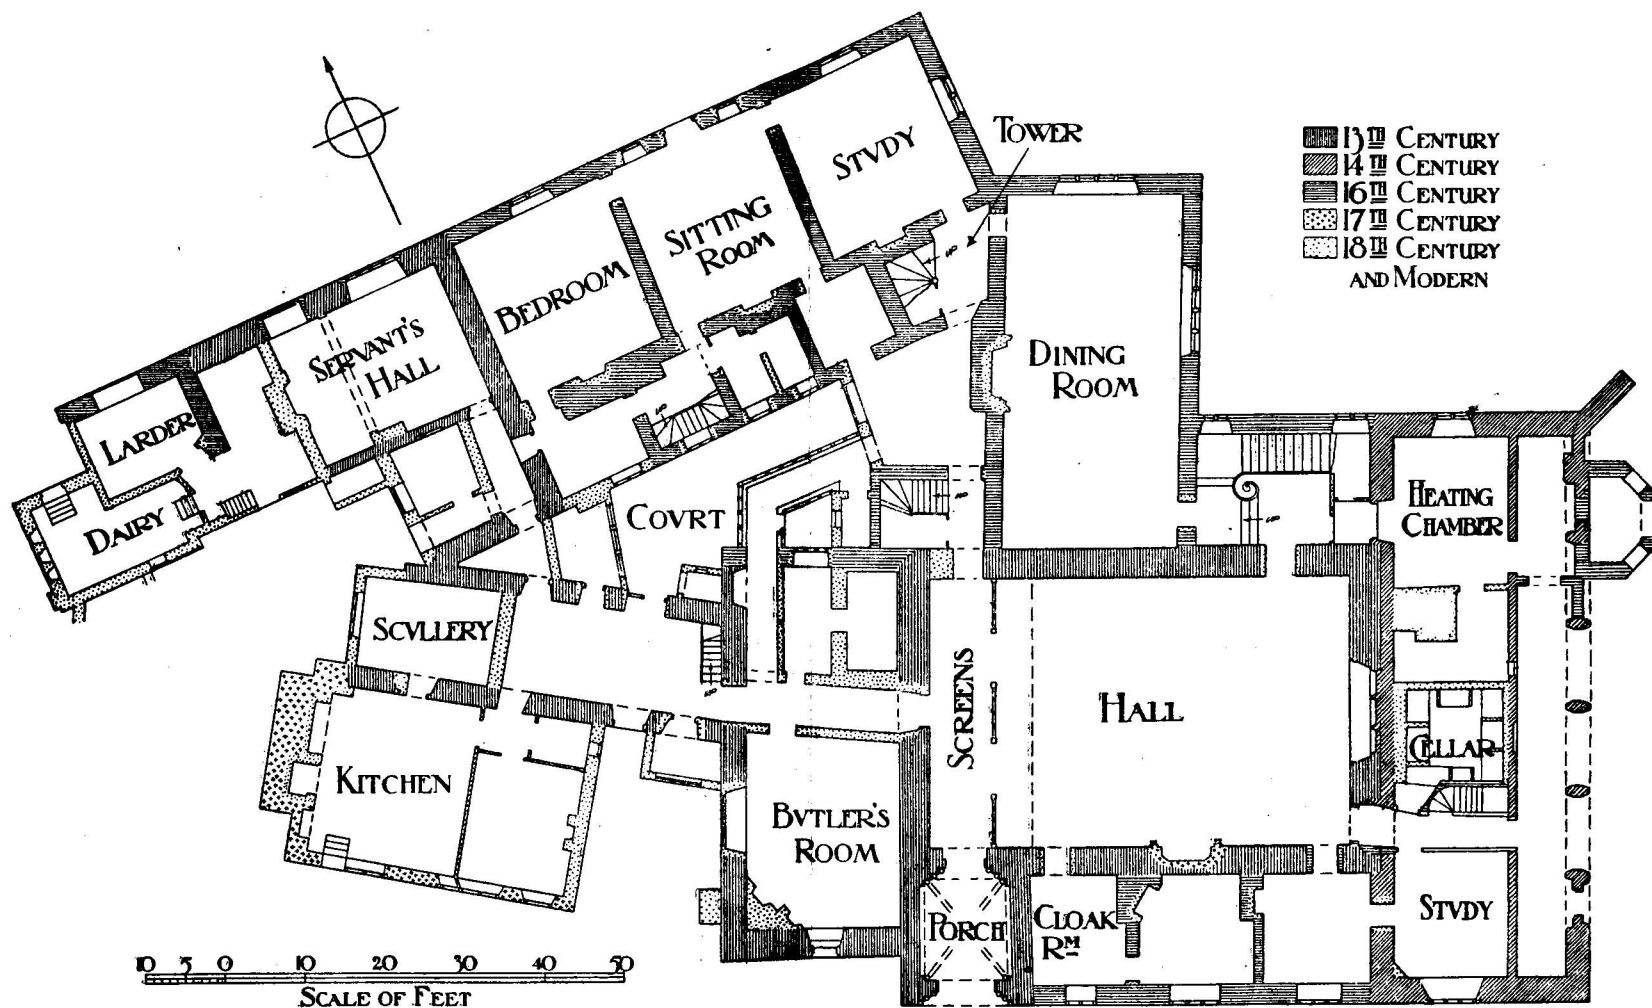 TOWER
STVDY
SITTING
ROOM
BEDROOM
SERVANT'S
HALL
LARDER
DAIRY
COVRT
DINING
ROOM
HEATING
CHAMBER
SCVLLERY
KITCHEN
BVTLER'S
ROOM
SCREENS
HALL
CELLAR
PORCH
CLOAK
RM
STVDY
13TH CENTURY
14TH CENTURY
16TH CENTURY
17TH CENTURY
18TH CENTURY
AND MODERN
10 5 0 10 20 30 40 50
SCALE OF FEET